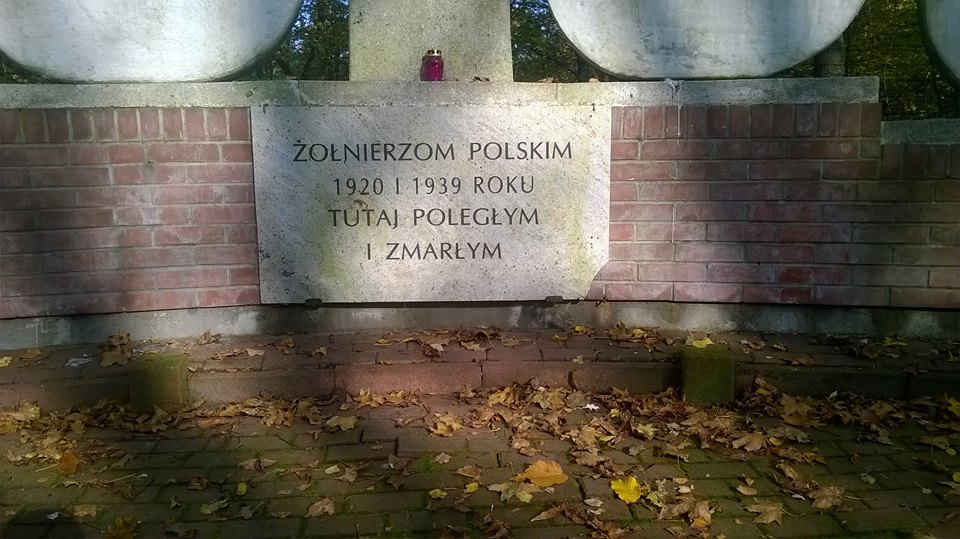 ŻOŁNIERZOM POLSKIM
1920 I 1939 ROKU
TUTAJ POLEGŁYM
I ZMARŁYM